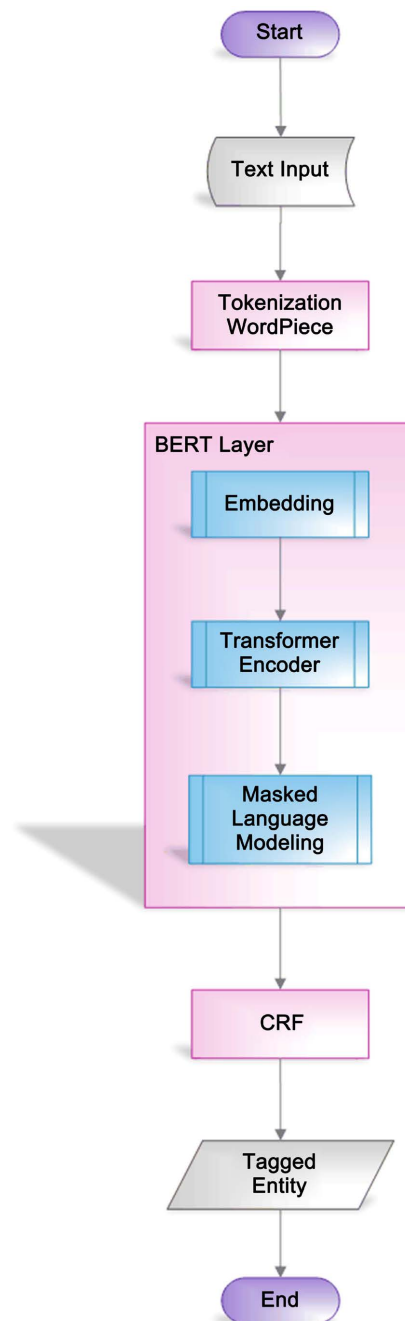 Start
Text Input
Tokenization
WordPiece
BERT Layer
Embedding
Transformer
Encoder
Masked
Language
Modeling
CRF
Tagged
Entity
End